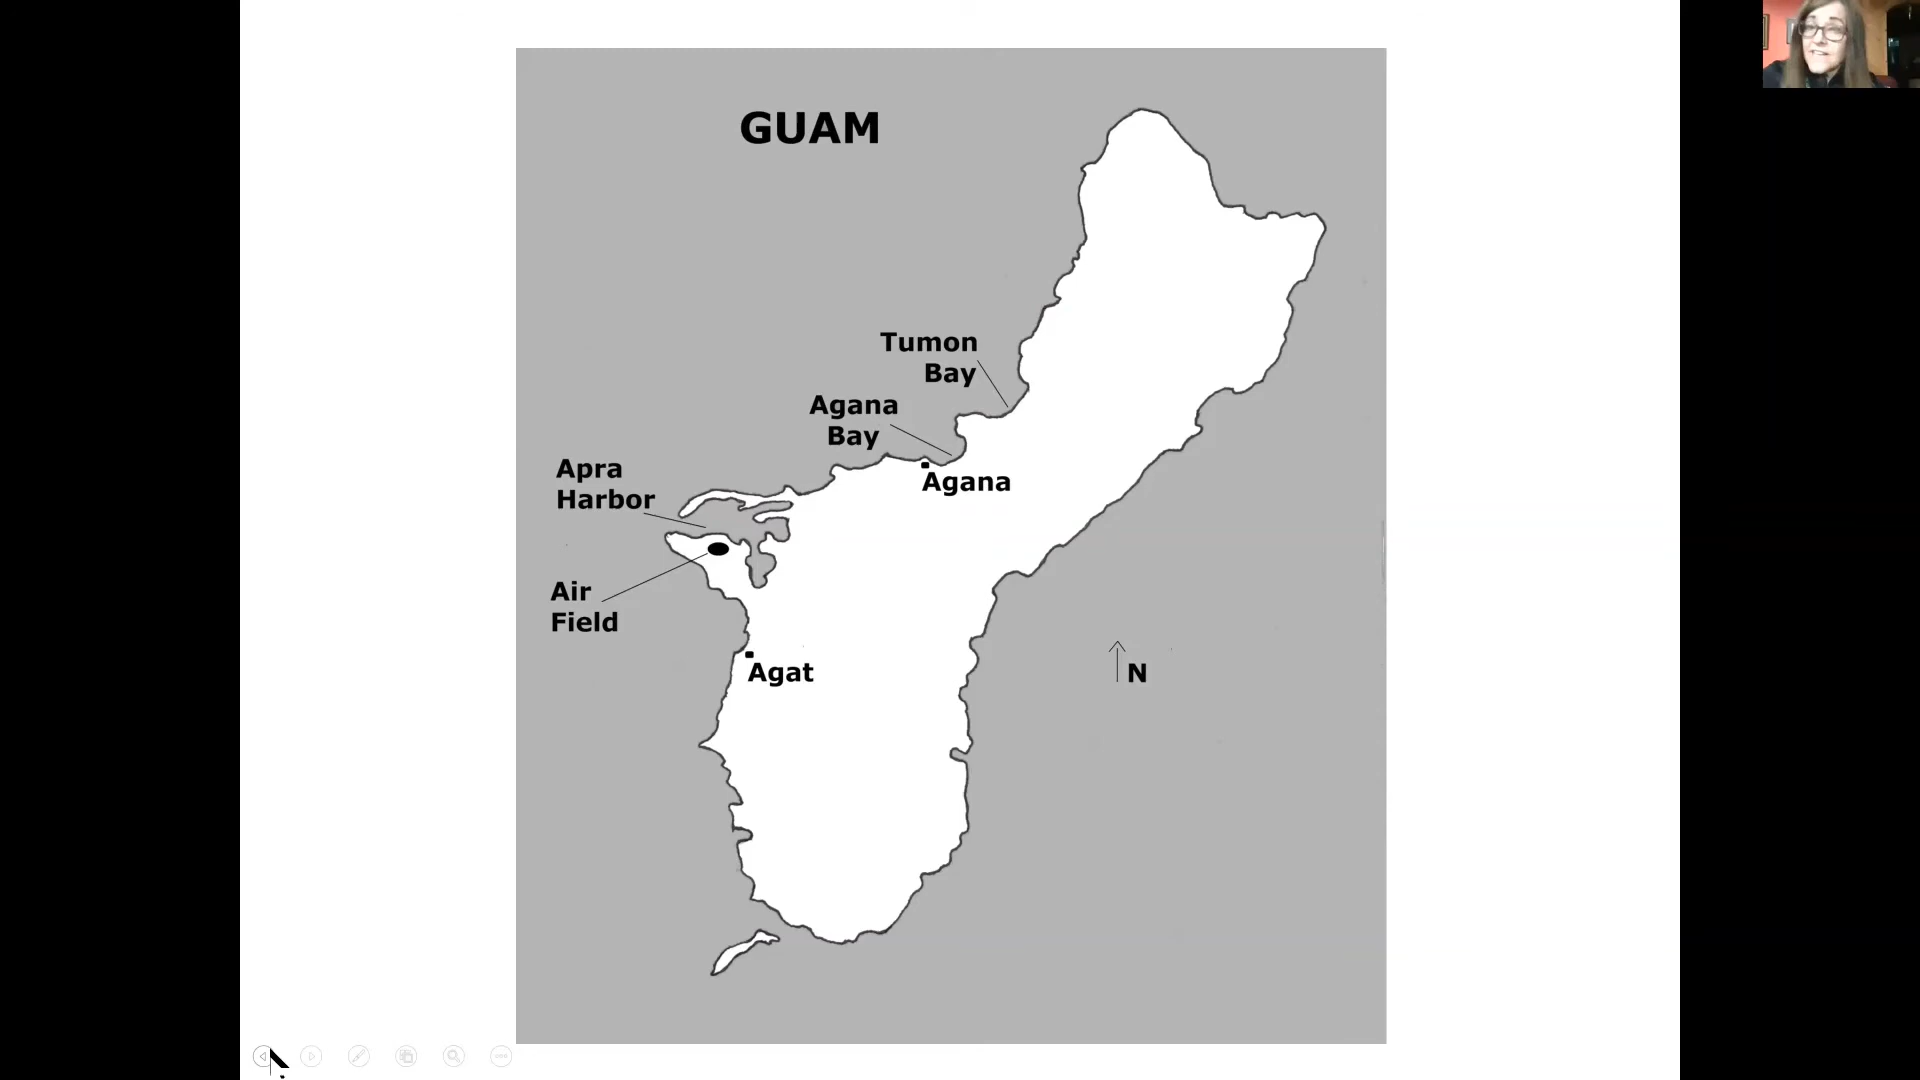 GUAM
Tumon
Bay
Agana
Bay
Apra
Harbor
Agana
Air
Field
Agat
N